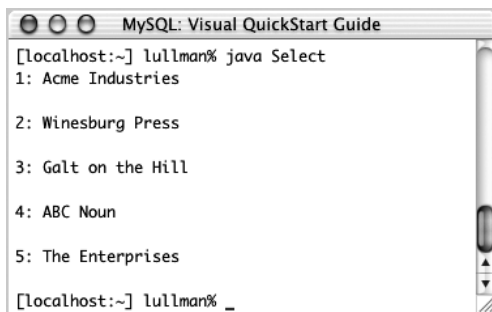 MySQL: Visual QuickStart Guide
[localhost:~] lullman% java Select
1: Acme Industries
2: Winesburg Press
3: Galt on the Hill
4: ABC Noun
5: The Enterprises
[localhost:~] lullman% _